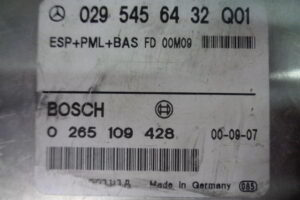 029 545 64 32 Q01
ESP+PML+BAS FD 00M09
BOSCH
0 265 109 428 00-09-07
Made in Germany